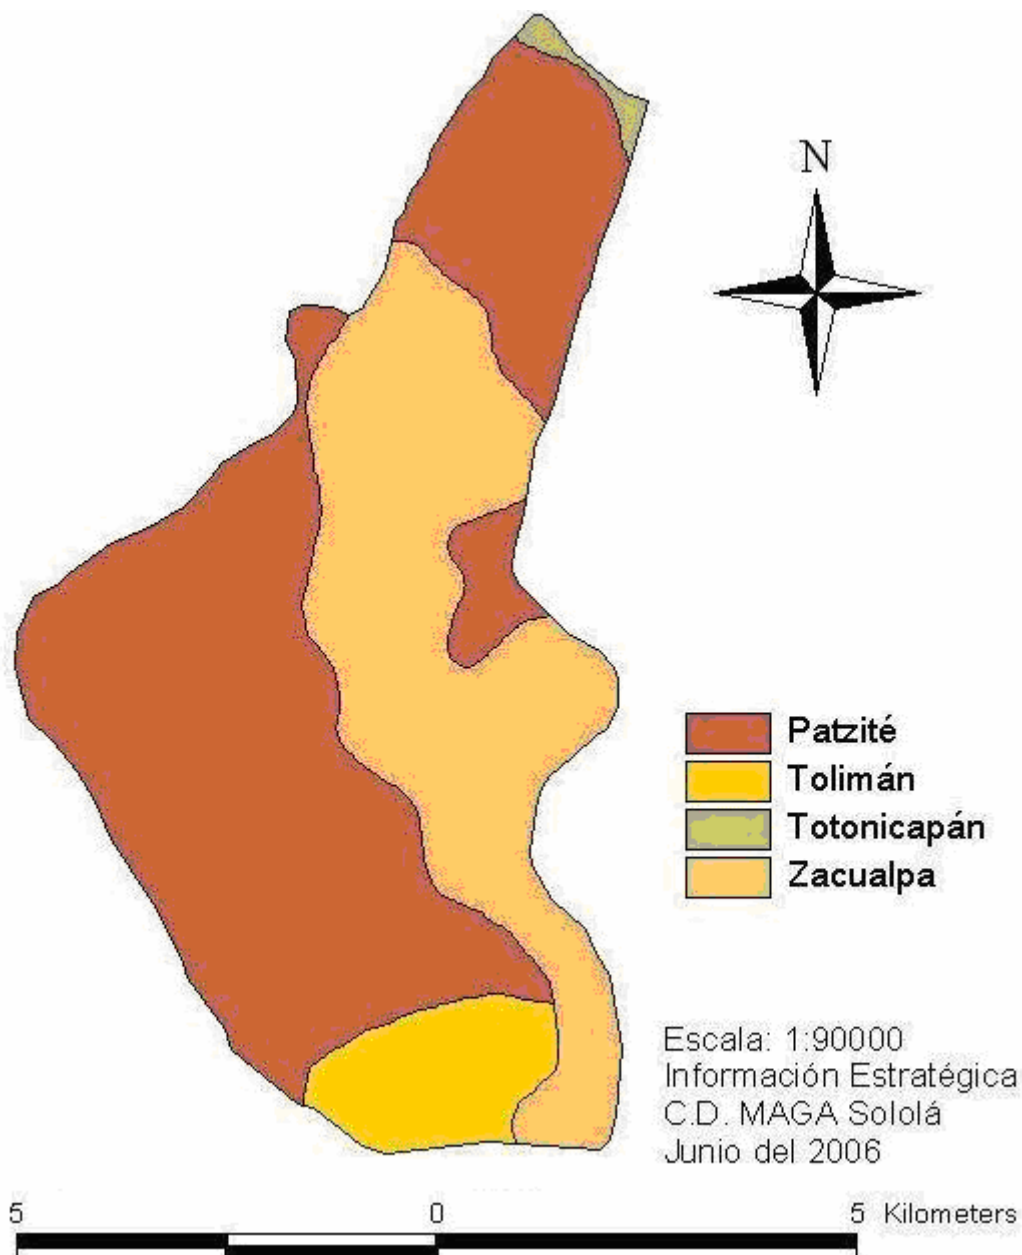 N
Patzité
Tolimán
Totonicapán
Zacualpa
Escala: 1:90000
Información Estratégica
C.D. MAGA Sololá
Junio del 2006
5 0 5 Kilometers